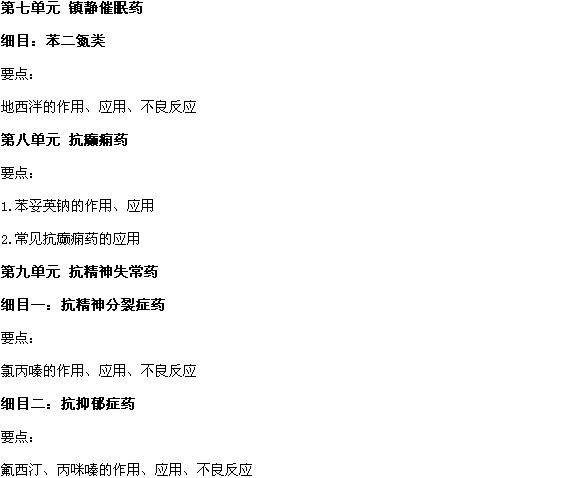 第七单元 镇静催眠药
细目：苯二氮类
要点：
地西泮的作用、应用、不良反应
第八单元 抗癫痫药
要点：
1.苯妥英钠的作用、应用
2.常见抗癫痫药的应用
第九单元 抗精神失常药
细目一：抗精神分裂症药
要点：
氯丙嗪的作用、应用、不良反应
细目二：抗抑郁症药
要点：
氟西汀、丙咪嗪的作用、应用、不良反应